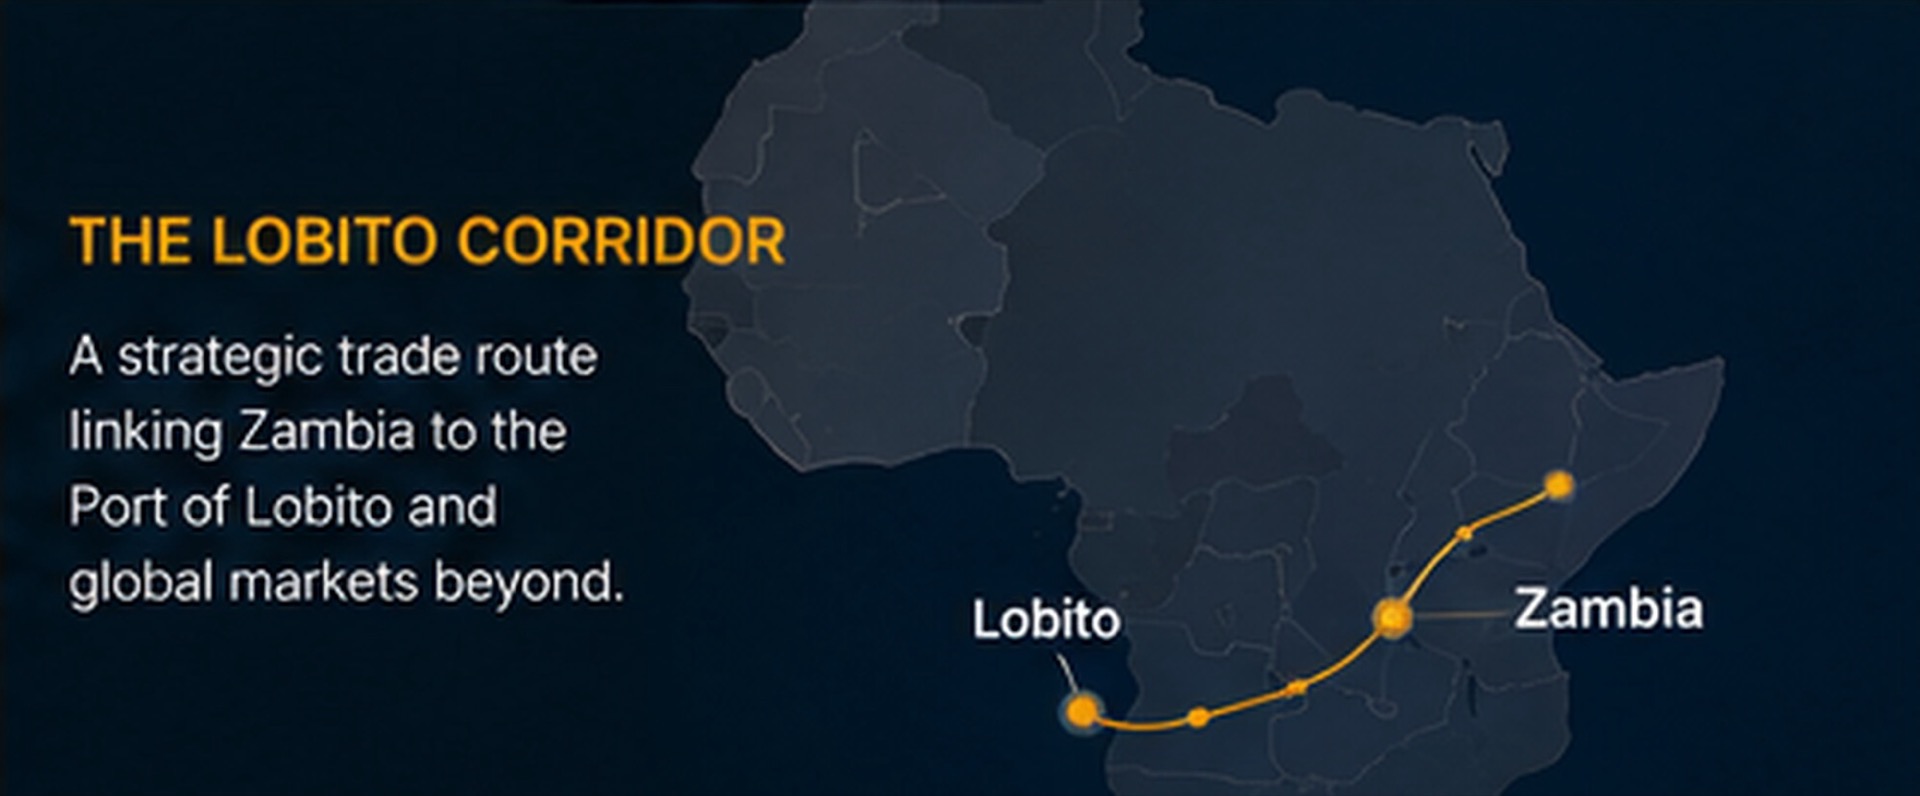 THE LOBITO CORRIDOR
A strategic trade route
linking Zambia to the
Port of Lobito and
global markets beyond.
Lobito
Zambia